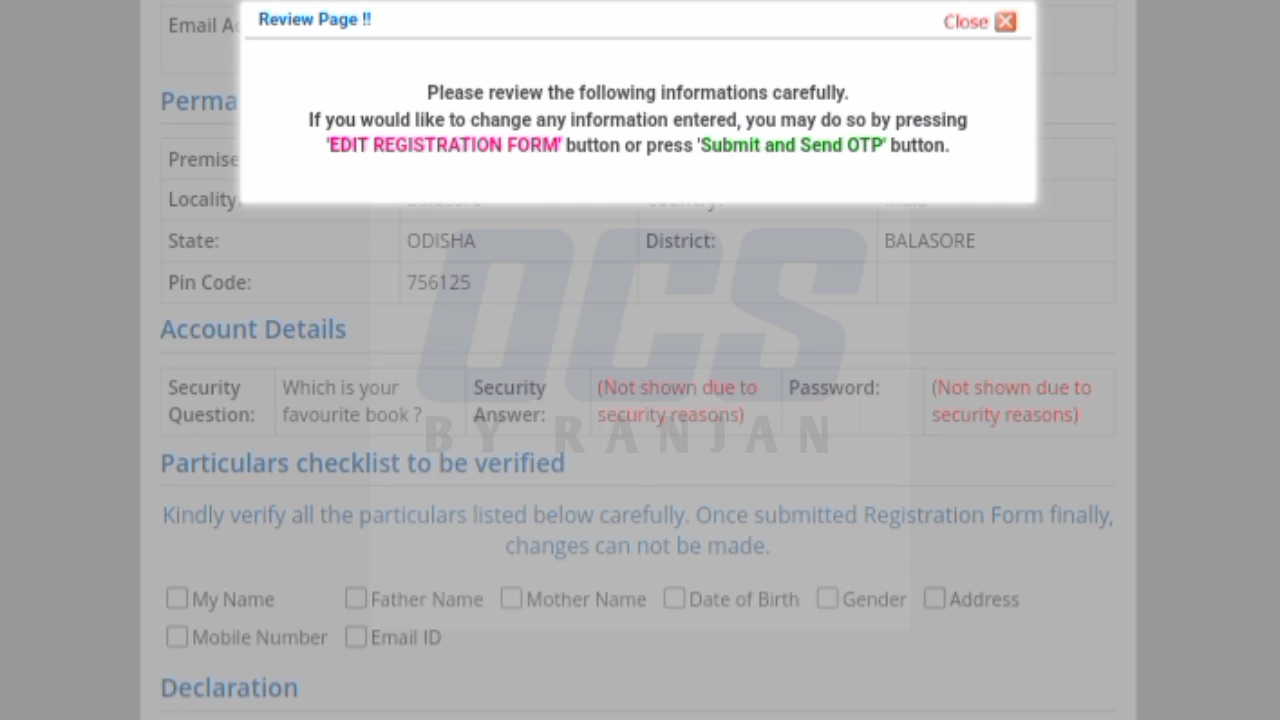 Review Page !!
Close
Email A
Please review the following informations carefully.
If you would like to change any information entered, you may do so by pressing
'EDIT REGISTRATION FORM' button or press 'Submit and Send OTP' button.
Perma
Premise
Locality:
State: ODISHA District: BALASORE
Pin Code: 756125
OCS
BY RANJAN
Account Details
Security Question: Which is your favourite book ? Security Answer: (Not shown due to security reasons) Password: (Not shown due to security reasons)
Particulars checklist to be verified
Kindly verify all the particulars listed below carefully. Once submitted Registration Form finally,
changes can not be made.
My Name Father Name Mother Name Date of Birth Gender Address
Mobile Number Email ID
Declaration